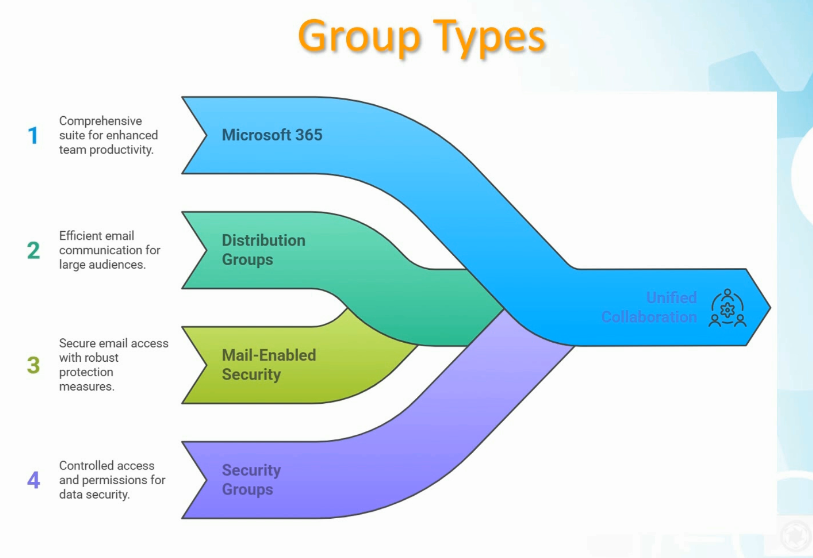 Group Types
1
Comprehensive
suite for enhanced
team productivity.
Microsoft 365
2
Efficient email
communication for
large audiences.
Distribution
Groups
3
Secure email access
with robust
protection
measures.
Mail-Enabled
Security
4
Controlled access
and permissions for
data security.
Security
Groups
Unified
Collaboration